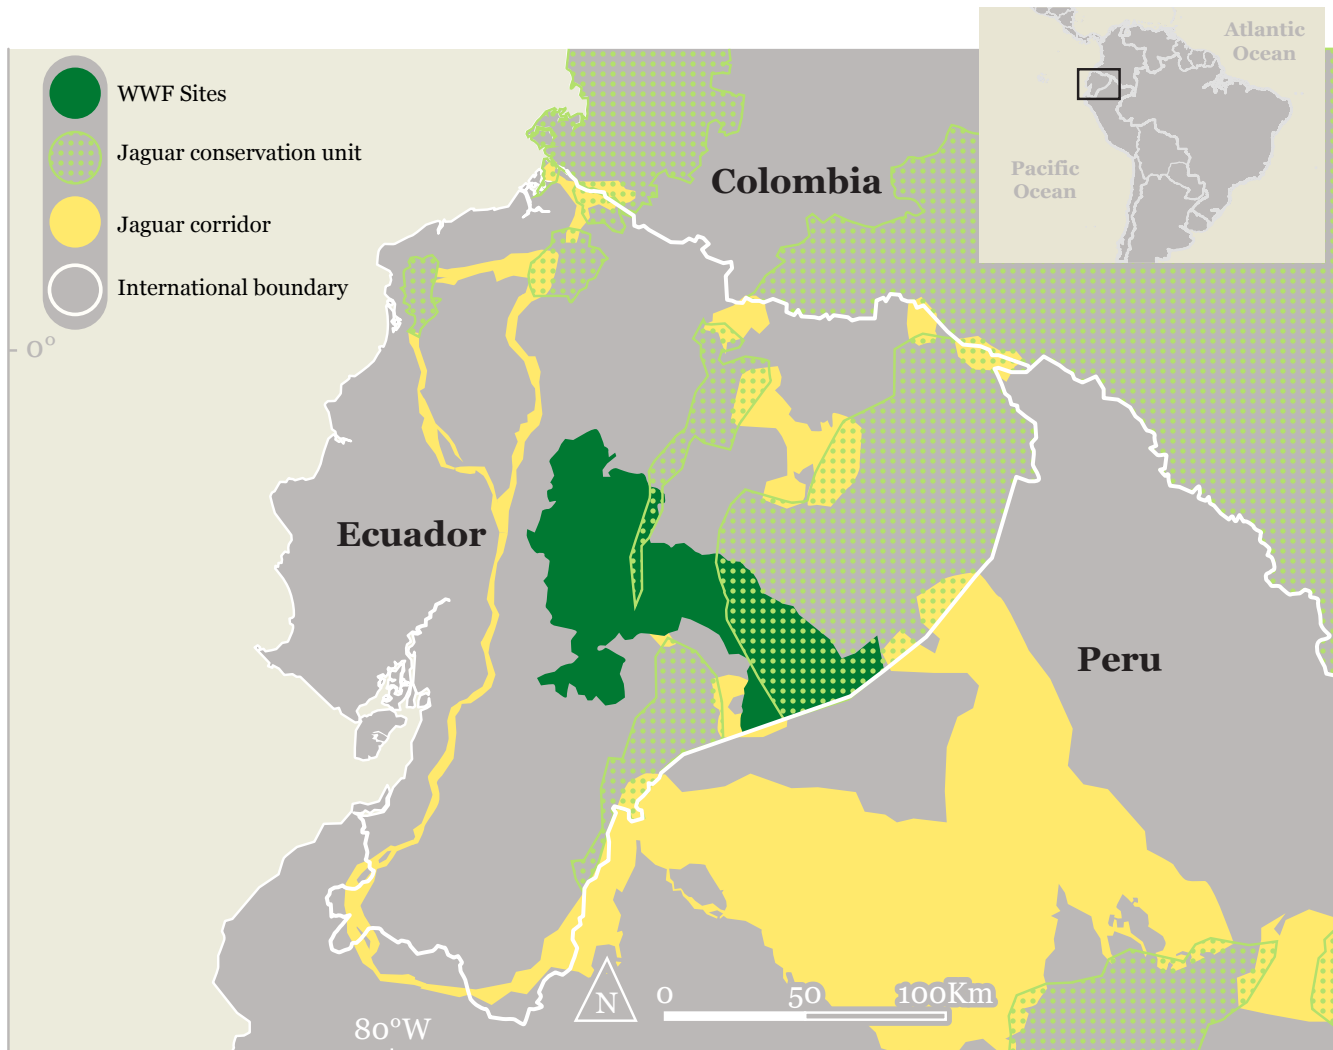 WWF Sites
Jaguar conservation unit
Jaguar corridor
International boundary
Atlantic
Ocean
Pacific
Ocean
Colombia
0°
Ecuador
Peru
N
0 50 100Km
80°W